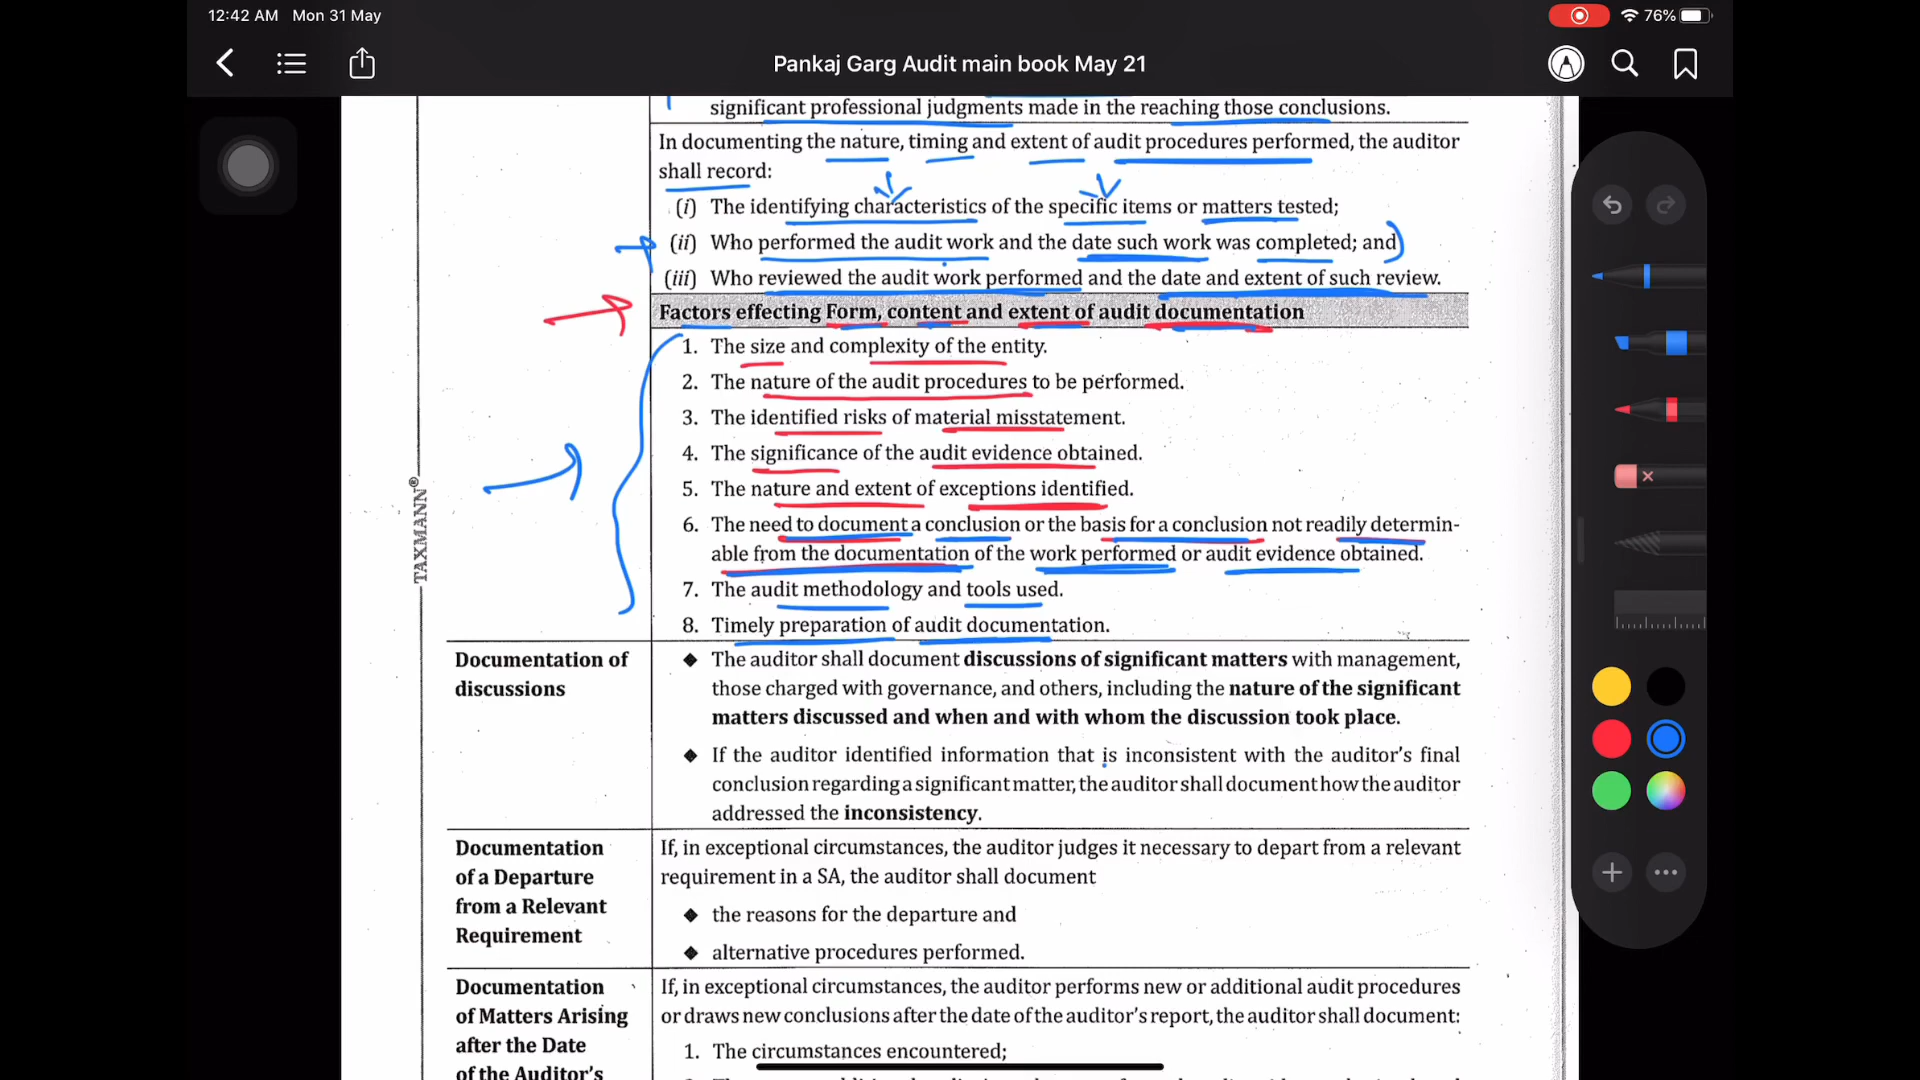 12:42 AM Mon 31 May
76%
Pankaj Garg Audit main book May 21
significant professional judgments made in the reaching those conclusions.
In documenting the nature, timing and extent of audit procedures performed, the auditor
shall record:
(i) The identifying characteristics of the specific items or matters tested;
(ii) Who performed the audit work and the date such work was completed; and
(iii) Who reviewed the audit work performed and the date and extent of such review.
Factors effecting Form, content and extent of audit documentation
1. The size and complexity of the entity.
2. The nature of the audit procedures to be performed.
3. The identified risks of material misstatement.
4. The significance of the audit evidence obtained.
5. The nature and extent of exceptions identified.
6. The need to document a conclusion or the basis for a conclusion not readily determin-
able from the documentation of the work performed or audit evidence obtained.
7. The audit methodology and tools used.
8. Timely preparation of audit documentation.
TAXMANN®
Documentation of
discussions
◆ The auditor shall document discussions of significant matters with management,
those charged with governance, and others, including the nature of the significant
matters discussed and when and with whom the discussion took place.
◆ If the auditor identified information that is inconsistent with the auditor's final
conclusion regarding a significant matter, the auditor shall document how the auditor
addressed the inconsistency.
Documentation
of a Departure
from a Relevant
Requirement
If, in exceptional circumstances, the auditor judges it necessary to depart from a relevant
requirement in a SA, the auditor shall document
◆ the reasons for the departure and
◆ alternative procedures performed.
Documentation
of Matters Arising
after the Date
of the Auditor's
If, in exceptional circumstances, the auditor performs new or additional audit procedures
or draws new conclusions after the date of the auditor's report, the auditor shall document:
1. The circumstances encountered;